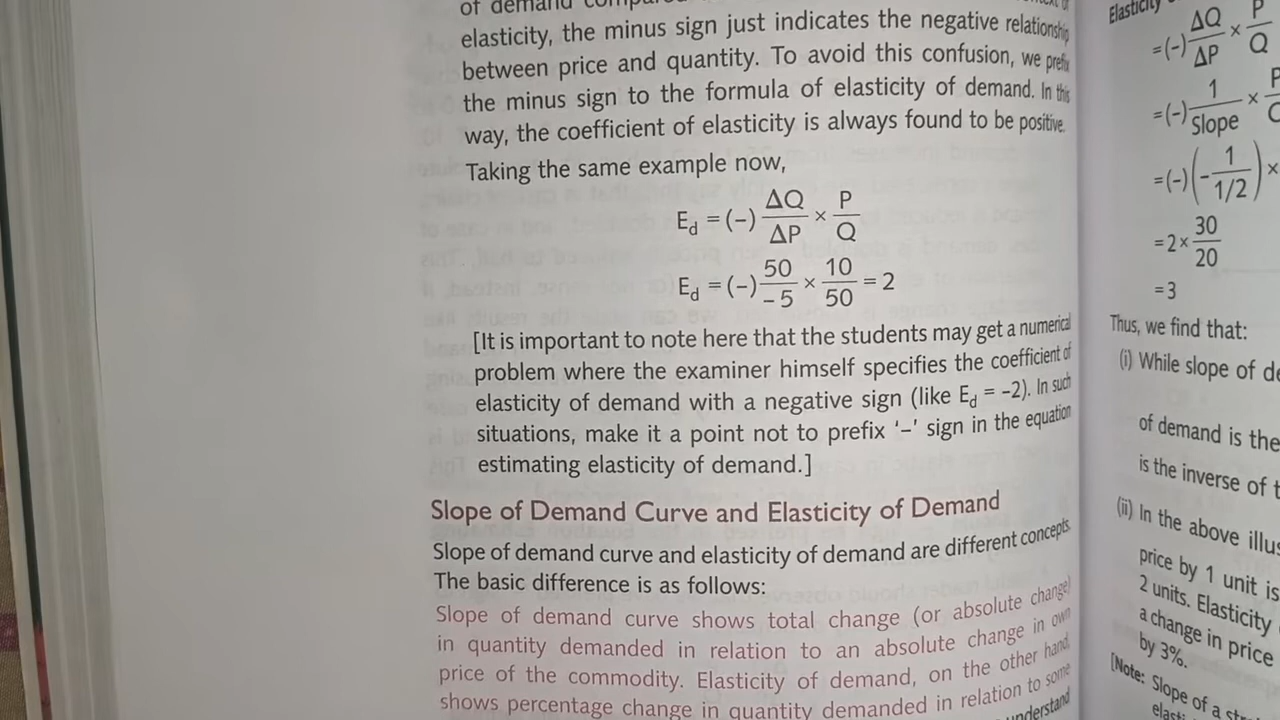 of demand
elasticity, the minus sign just indicates the negative relationship
between price and quantity. To avoid this confusion, we prefix
the minus sign to the formula of elasticity of demand. In this
way, the coefficient of elasticity is always found to be positive.
Taking the same example now,
E_d = (–) ΔQ/ΔP × P/Q
E_d = (–) 50/–5 × 10/50 = 2
[It is important to note here that the students may get a numerical
problem where the examiner himself specifies the coefficient of
elasticity of demand with a negative sign (like E_d = –2). In such
situations, make it a point not to prefix ‘–’ sign in the equation
estimating elasticity of demand.]
Slope of Demand Curve and Elasticity of Demand
Slope of demand curve and elasticity of demand are different concepts.
The basic difference is as follows:
Slope of demand curve shows total change (or absolute change)
in quantity demanded in relation to an absolute change in own
price of the commodity. Elasticity of demand, on the other hand,
shows percentage change in quantity demanded in relation to some
understand
Elasticity
= (–) ΔQ/ΔP × P/Q
= (–) 1/Slope × P
= (–) (– 1/1/2) ×
= 2 × 30/20
= 3
Thus, we find that:
(i) While slope of
of demand is the
is the inverse of
(ii) In the above
price by 1 unit is
2 units. Elasticity
a change in price
by 3%.
[Note: Slope of a